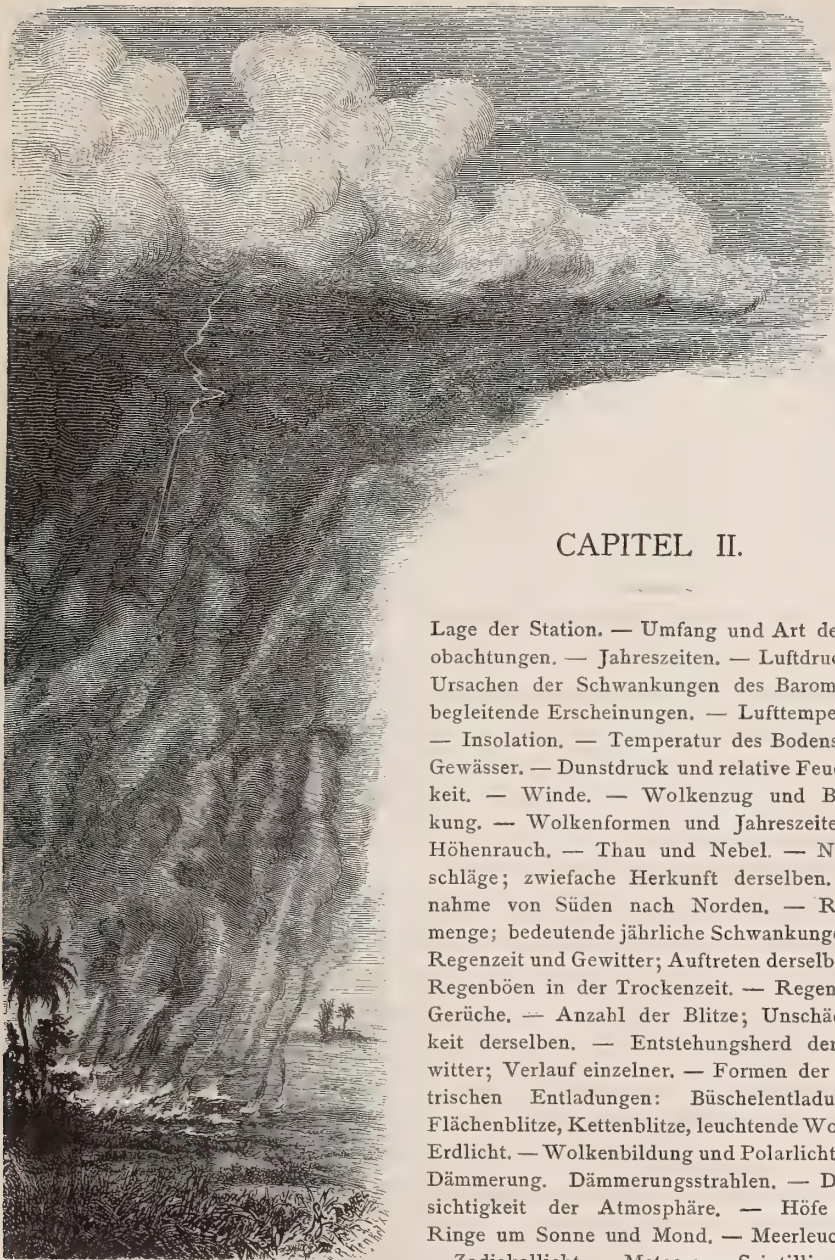 CAPITEL II.
Lage der Station. — Umfang und Art de
obachtungen. — Jahreszeiten. — Luftdruc
Ursachen der Schwankungen des Barom
begleitende Erscheinungen. — Lufttempe
— Insolation. — Temperatur des Bodens
Gewässer. — Dunstdruck und relative Feuc
keit. — Winde. — Wolkenzug und B
kung. — Wolkenformen und Jahreszeite
Höhenrauch. — Thau und Nebel. — N
schläge; zwiefache Herkunft derselben.
nahme von Süden nach Norden. — R
menge; bedeutende jährliche Schwankunge
Regenzeit und Gewitter; Auftreten derselb
Regenböen in der Trockenzeit. — Regen
Gerüche. — Anzahl der Blitze; Unschäd
keit derselben. — Entstehungsherd der
witter; Verlauf einzelner. — Formen der
trischen Entladungen: Büschelentladu
Flächenblitze, Kettenblitze, leuchtende Wo
Erdlicht. — Wolkenbildung und Polarlicht
Dämmerung. Dämmerungsstrahlen. — D
sichtigkeit der Atmosphäre. — Höfe
Ringe um Sonne und Mond. — Meerleuc